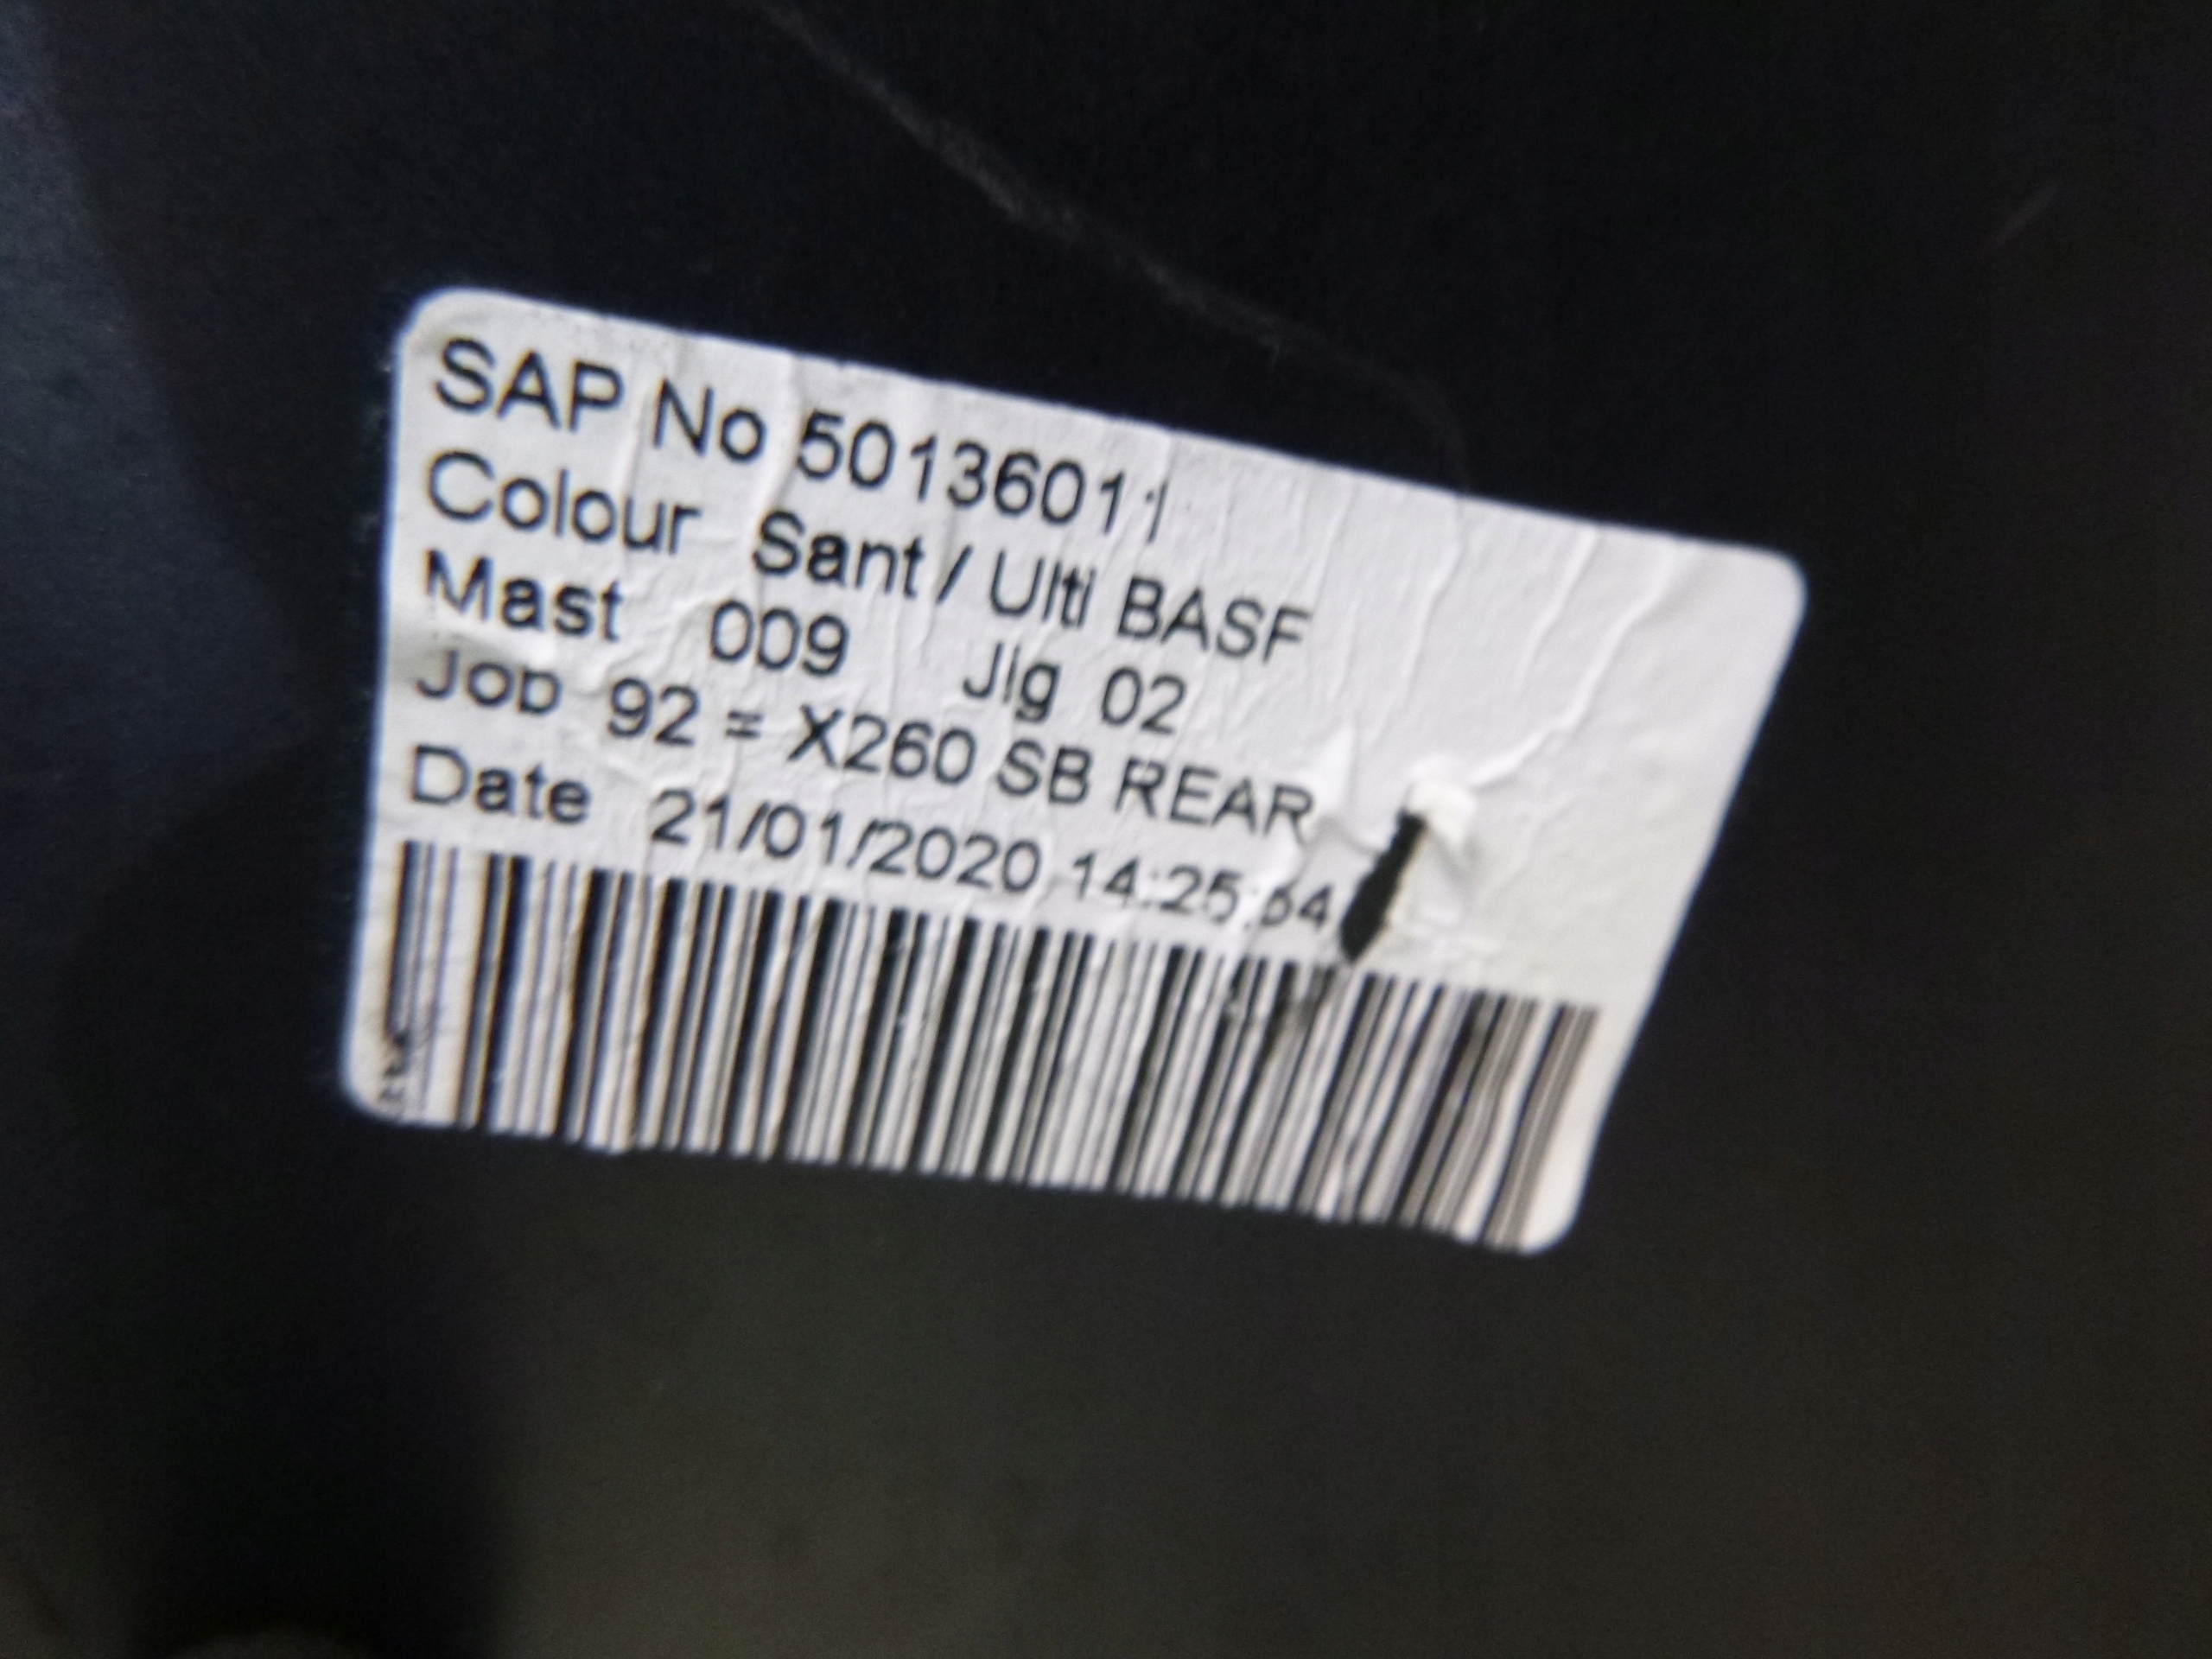 SAP No 50136011
Colour Sant / Ulti BASF
Mast 009 Jig 02
Job 92 = X260 SB REAR
Date 21/01/2020 14:25:54